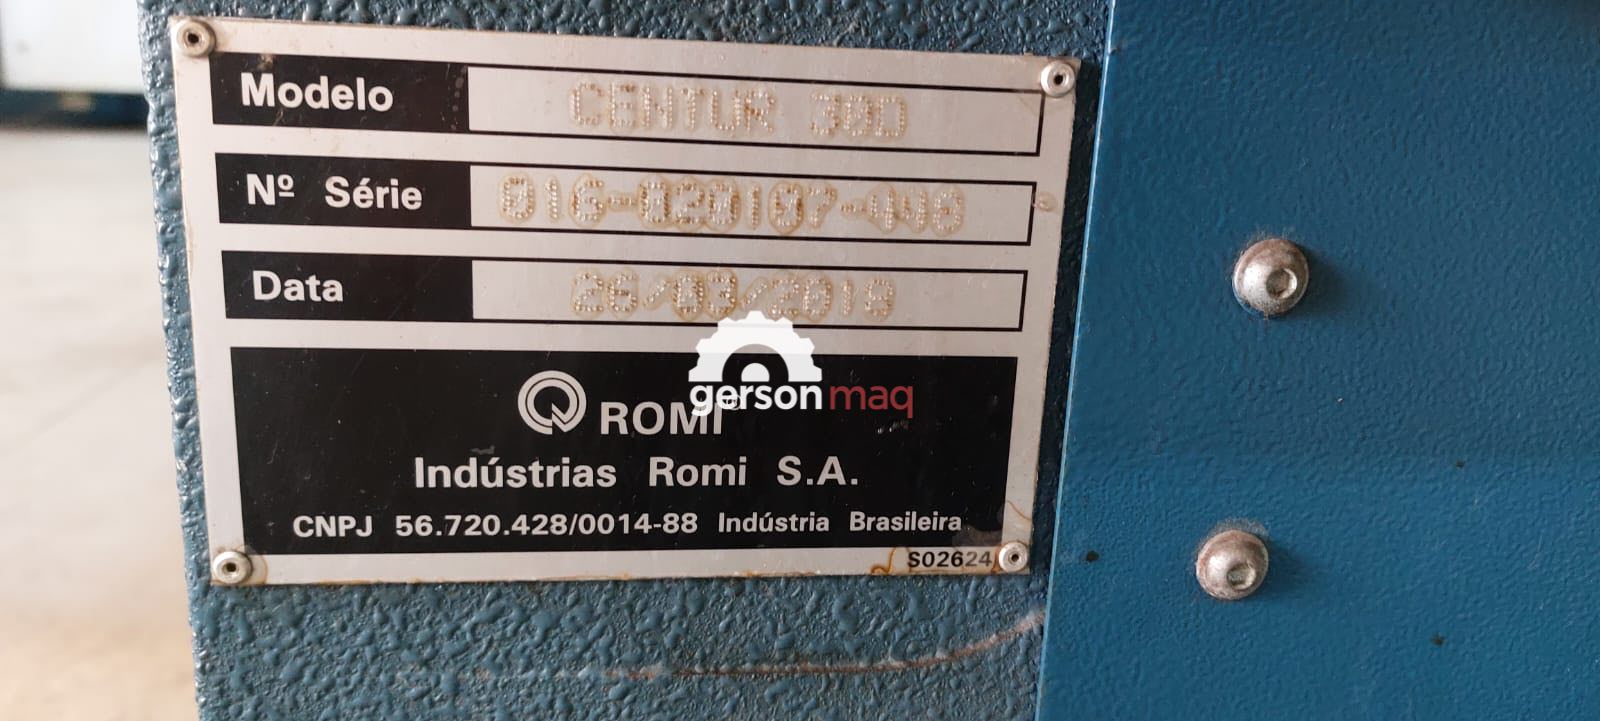 Modelo CENTUR 30D
Nº Série 016-020107-448
Data 26/03/2018
gersonmaq
ROMI®
Indústrias Romi S.A.
CNPJ 56.720.428/0014-88 Indústria Brasileira
S02624